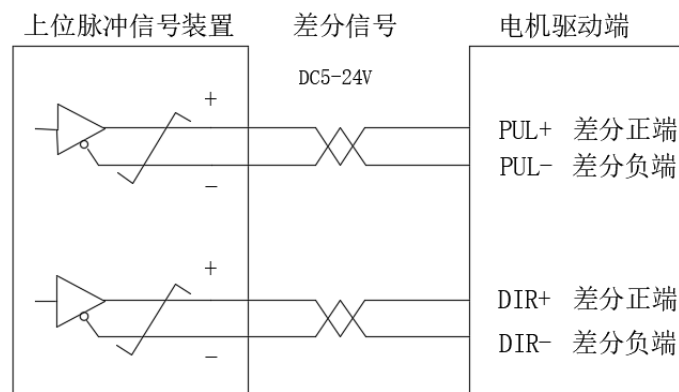 上位脉冲信号装置 差分信号 电机驱动端
DC5-24V
+
PUL+ 差分正端
PUL- 差分负端
-
+
DIR+ 差分正端
DIR- 差分负端
-